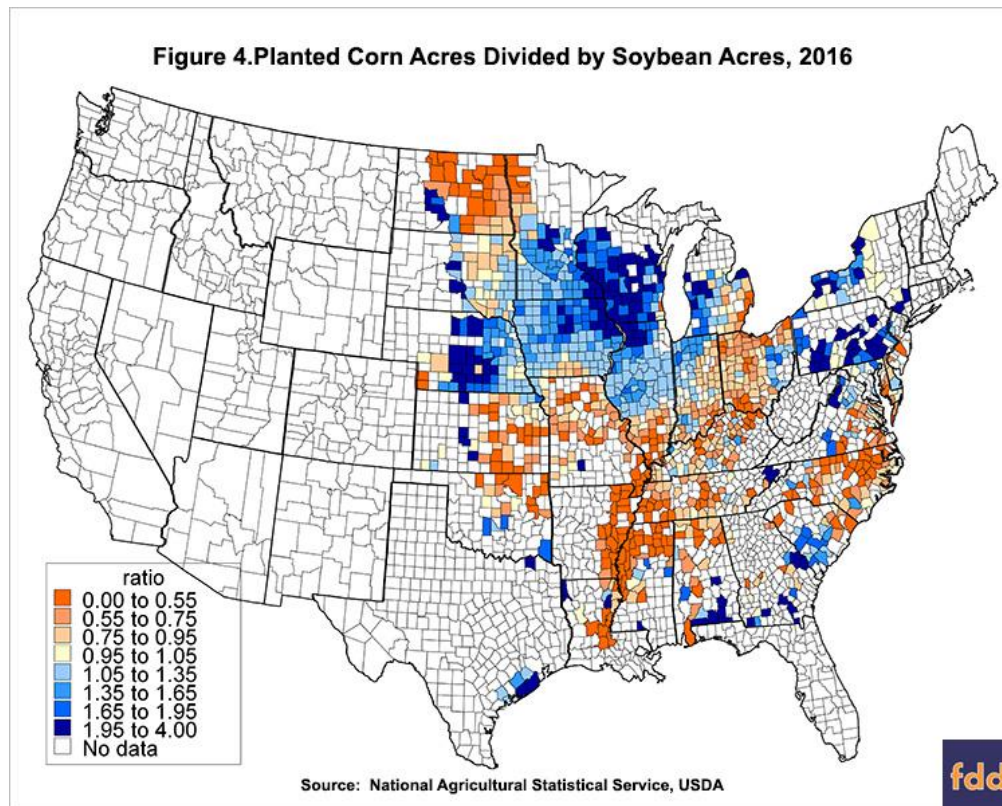 Figure 4.Planted Corn Acres Divided by Soybean Acres, 2016
ratio
0.00 to 0.55
0.55 to 0.75
0.75 to 0.95
0.95 to 1.05
1.05 to 1.35
1.35 to 1.65
1.65 to 1.95
1.95 to 4.00
No data
Source: National Agricultural Statistical Service, USDA
fdd